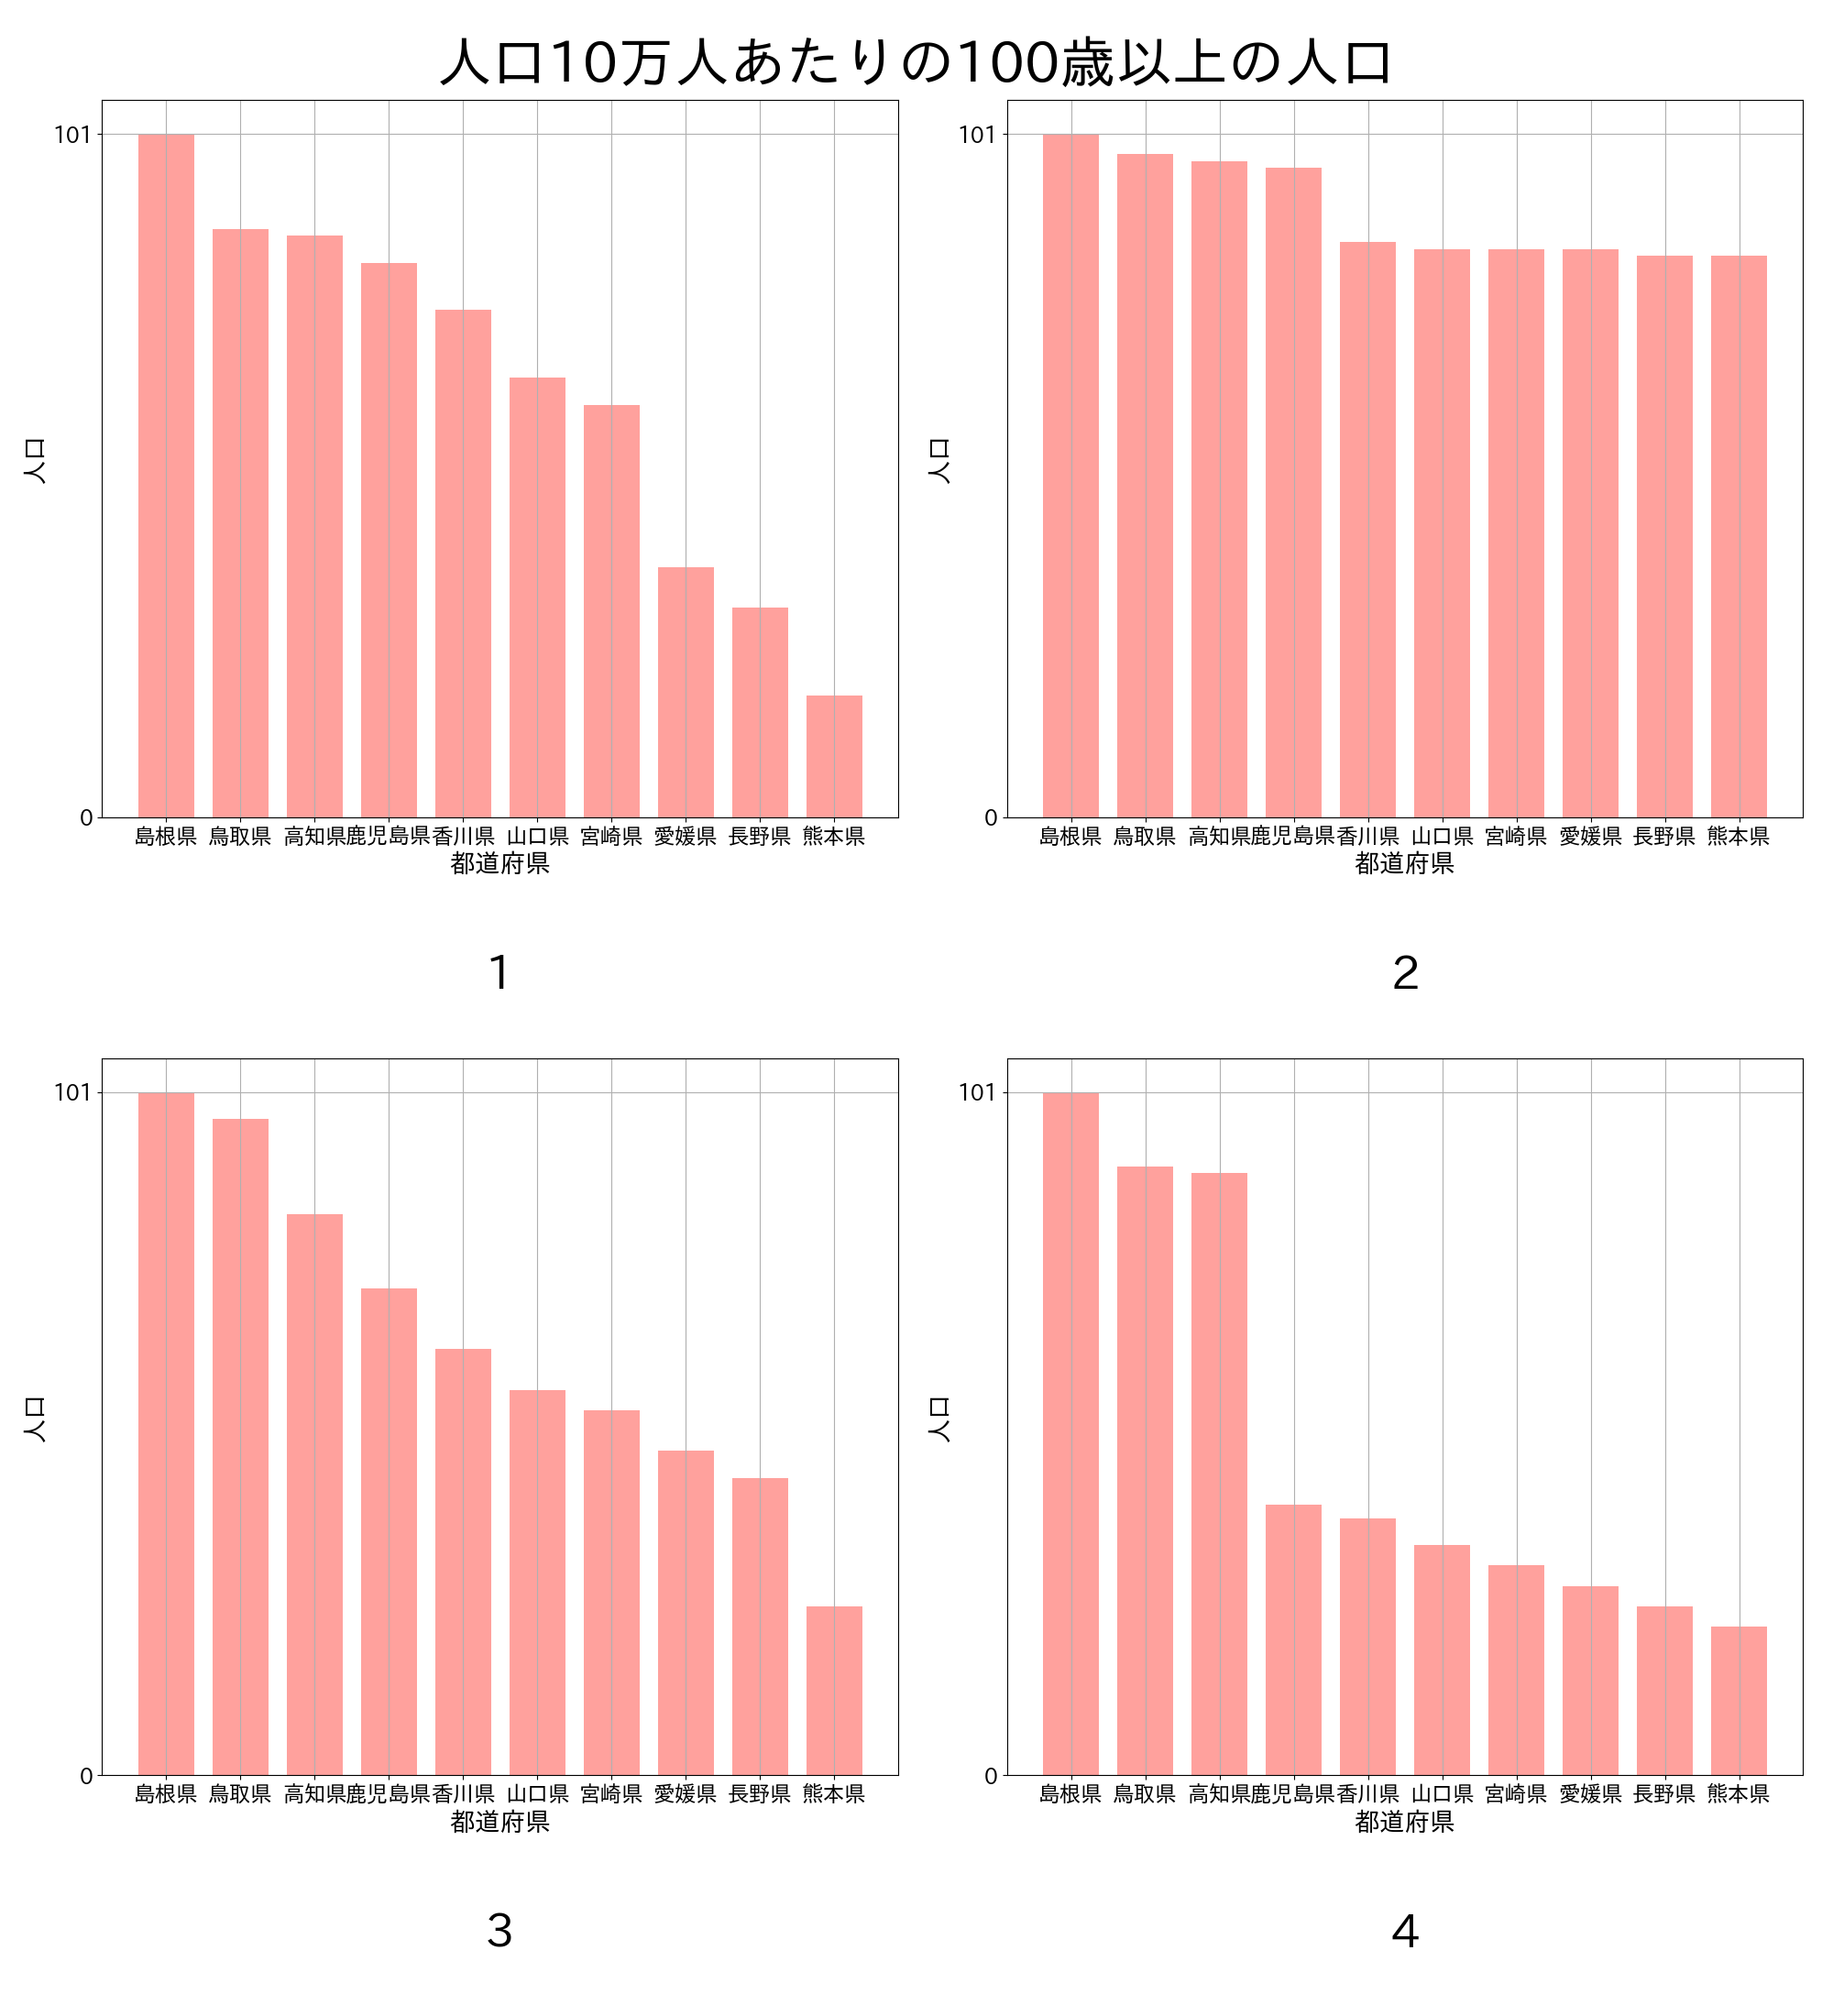 人口10万人あたりの100歳以上の人口
101
0
人口
島根県 鳥取県 高知県 鹿児島県 香川県 山口県 宮崎県 愛媛県 長野県 熊本県
都道府県
1
101
0
人口
島根県 鳥取県 高知県 鹿児島県 香川県 山口県 宮崎県 愛媛県 長野県 熊本県
都道府県
2
101
0
人口
島根県 鳥取県 高知県 鹿児島県 香川県 山口県 宮崎県 愛媛県 長野県 熊本県
都道府県
3
101
0
人口
島根県 鳥取県 高知県 鹿児島県 香川県 山口県 宮崎県 愛媛県 長野県 熊本県
都道府県
4